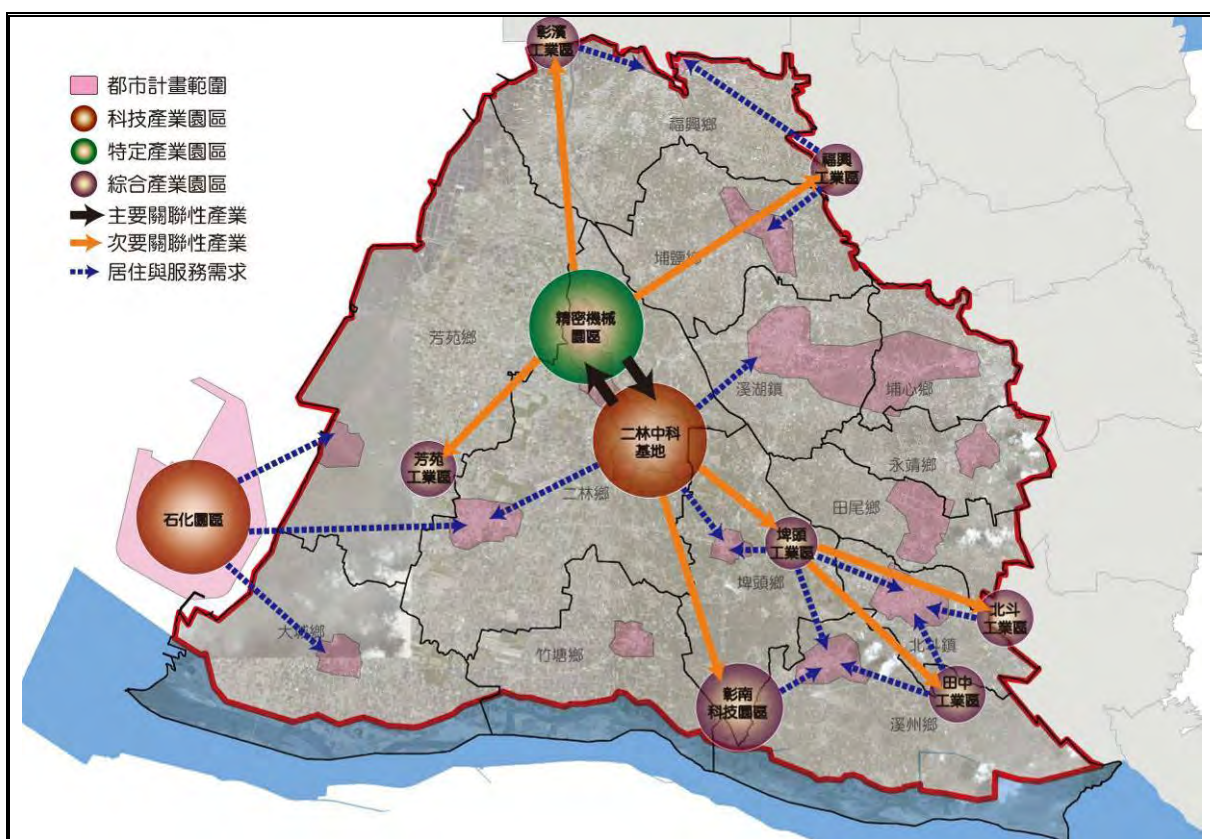 彰濱
工業區
都市計畫範圍
科技產業園區
特定產業園區
綜合產業園區
主要關聯性產業
次要關聯性產業
居住與服務需求
福興鄉
福興
工業區
埔鹽鄉
精密機械
園區
芳苑鄉
溪湖鎮
埔心鄉
二林中科
基地
芳苑
工業區
永靖鄉
二林鄉
田尾鄉
石化園區
埤頭
工業區
埤頭鄉
北斗
工業區
大城鄉
竹塘鄉
北斗鎮
彰南
科技園區
田中
工業區
溪州鄉